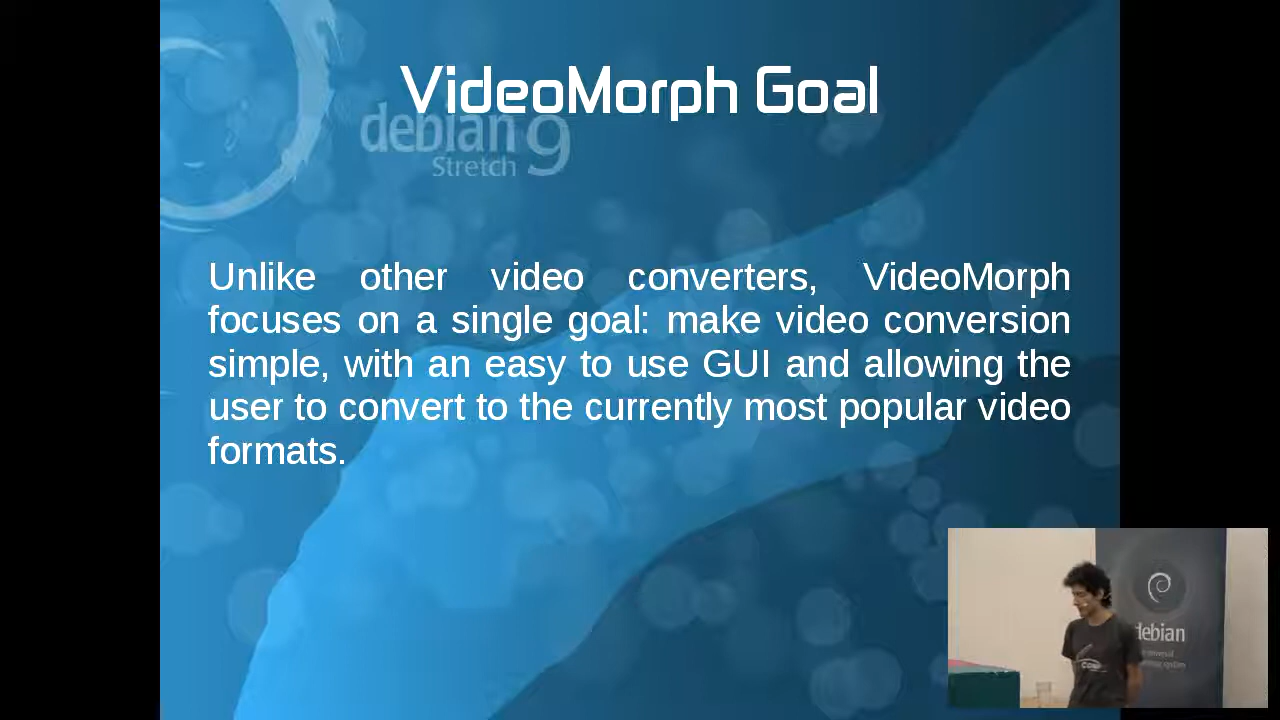 VideoMorph Goal
debian 9
Stretch
Unlike other video converters, VideoMorph
focuses on a single goal: make video conversion
simple, with an easy to use GUI and allowing the
user to convert to the currently most popular video
formats.
debian